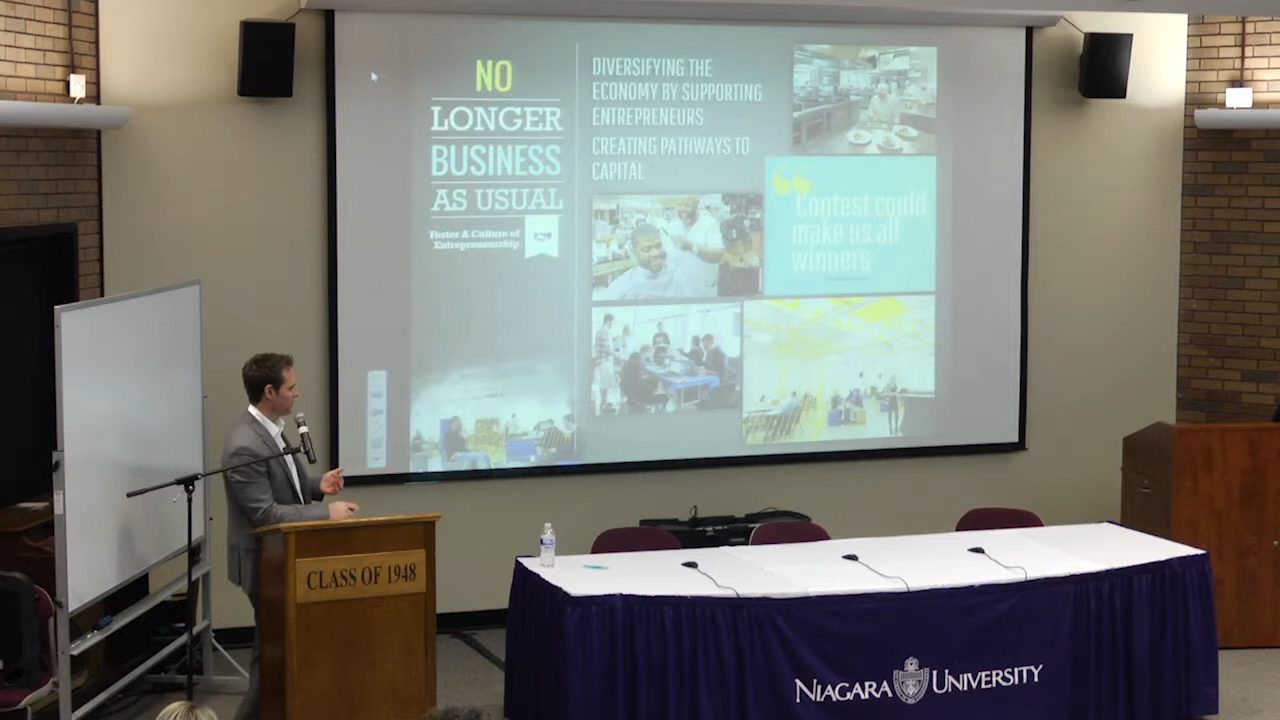 NO
LONGER
BUSINESS
AS USUAL
Foster A Culture of
Entrepreneurship
DIVERSIFYING THE
ECONOMY BY SUPPORTING
ENTREPRENEURS
CREATING PATHWAYS TO
CAPITAL
Contest could
make us all
winners
CLASS OF 1948
NIAGARA UNIVERSITY